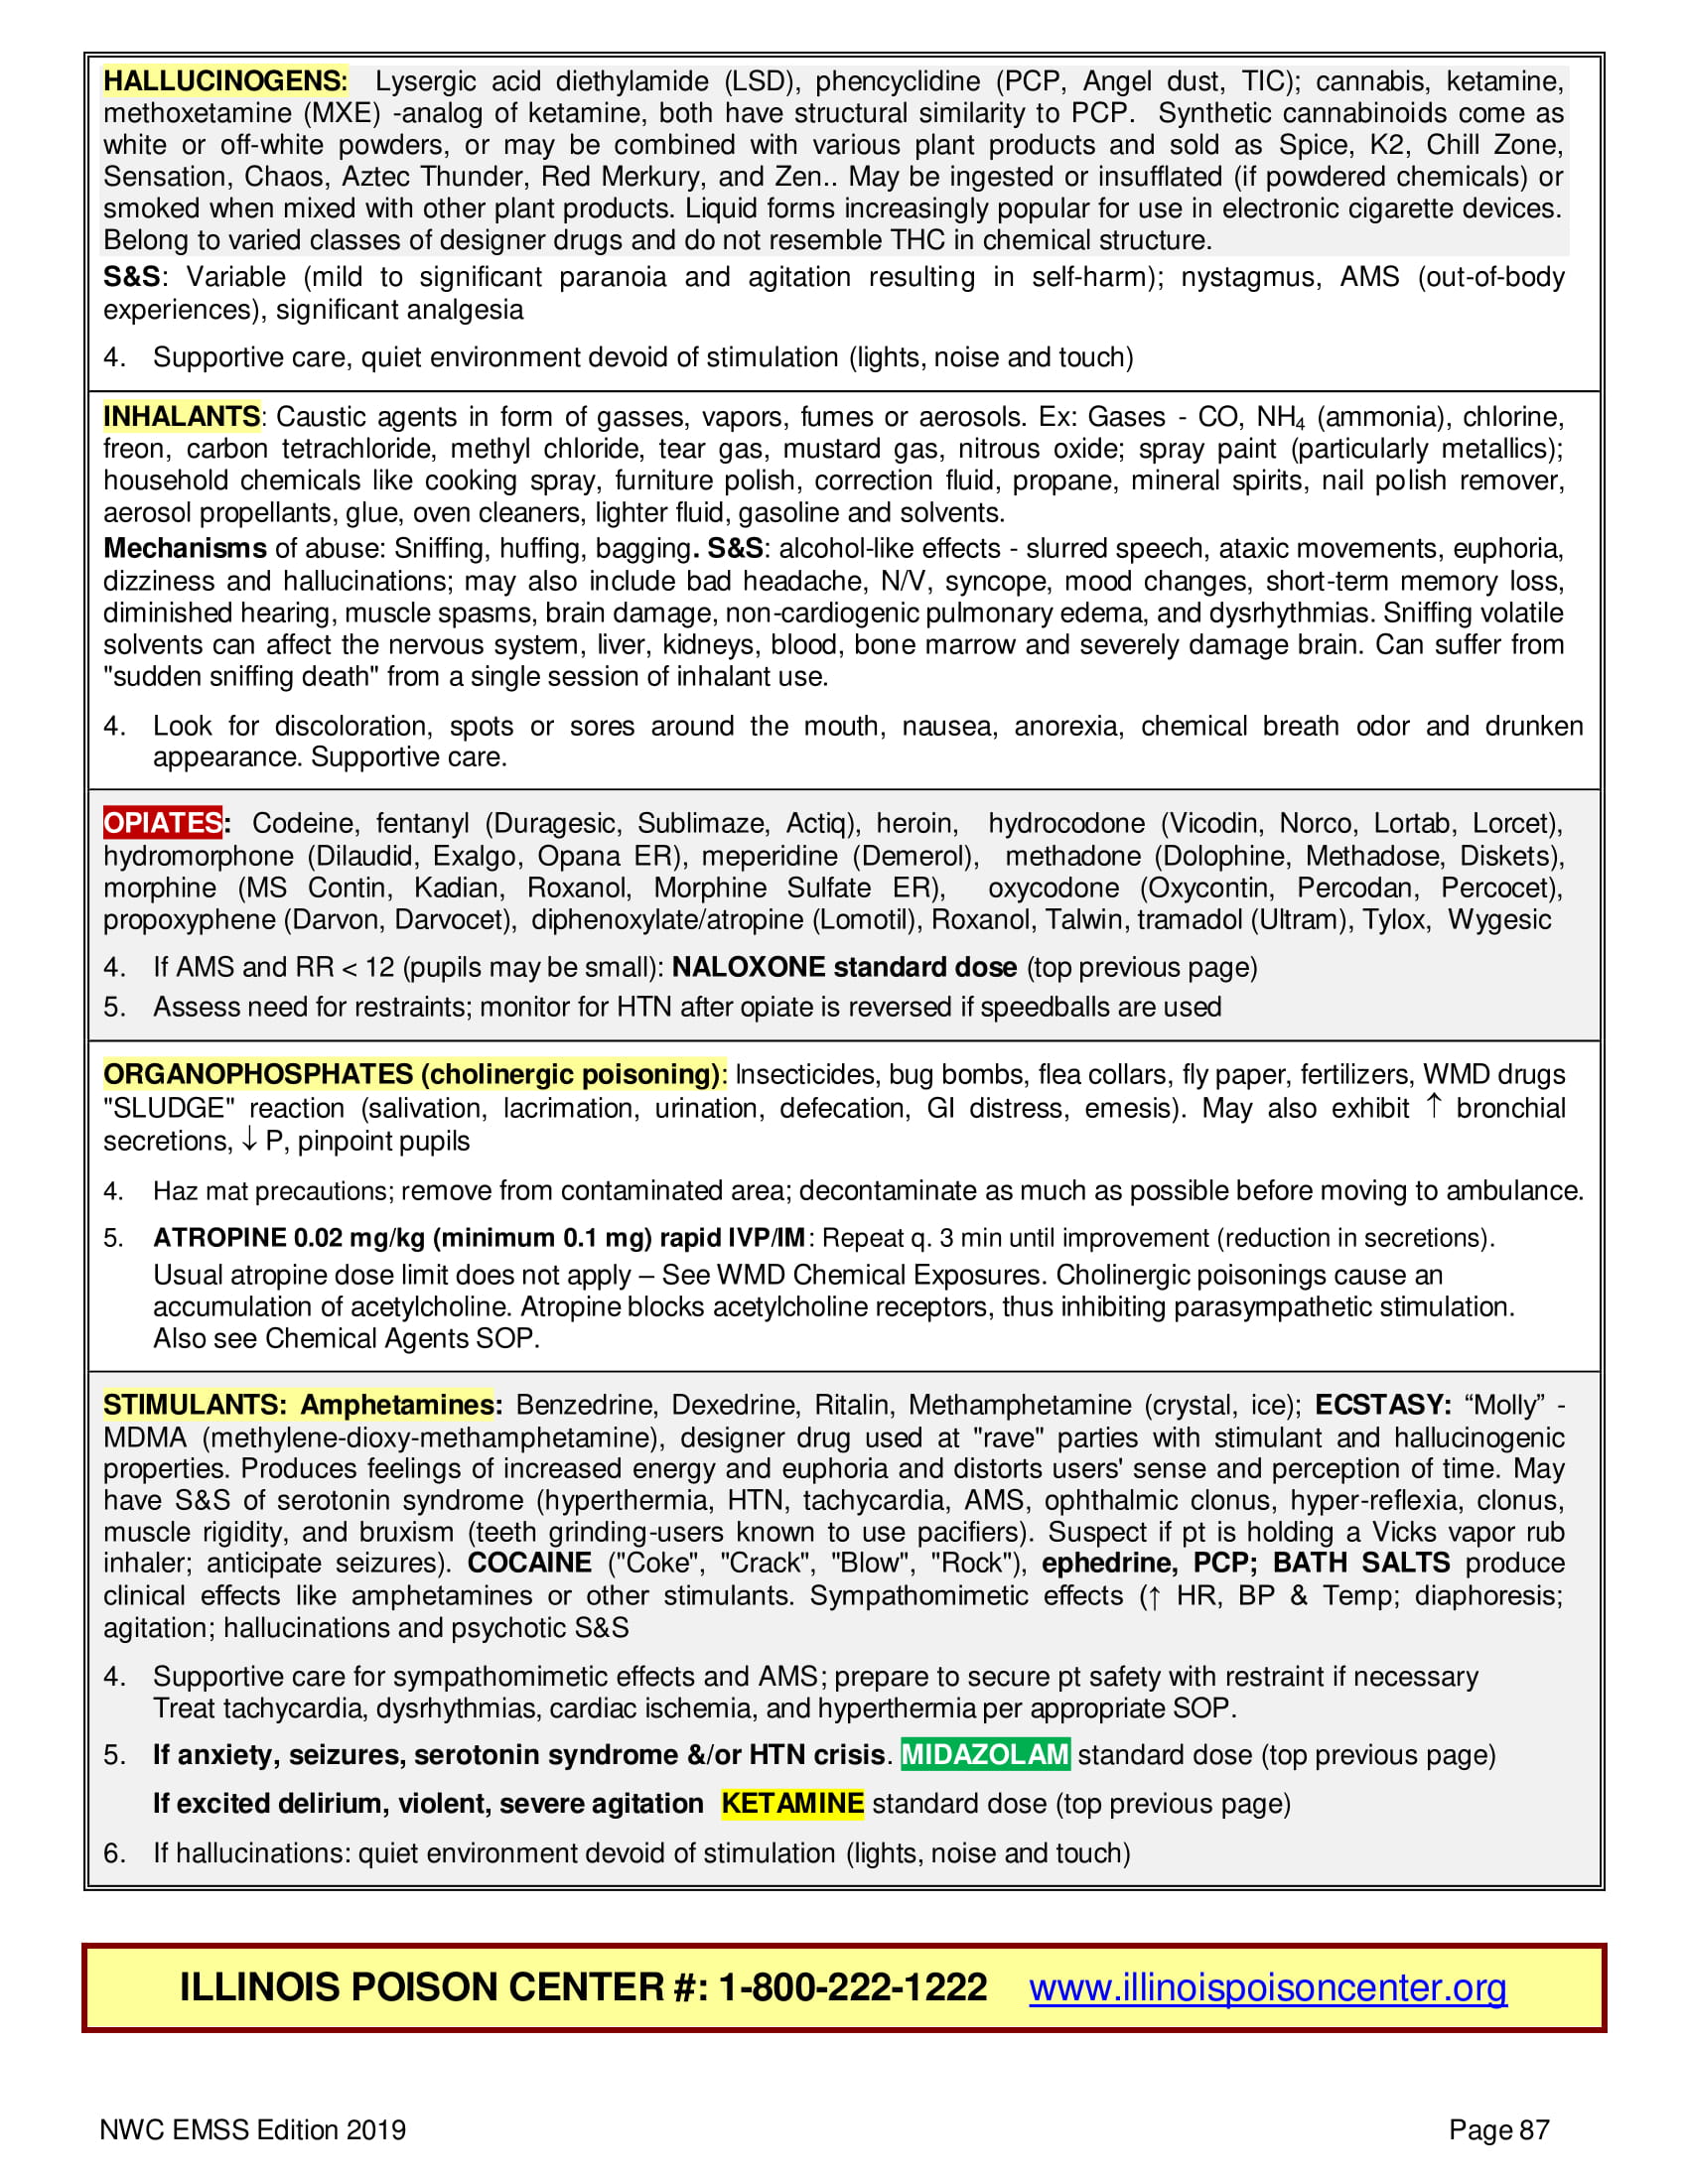 HALLUCINOGENS: Lysergic acid diethylamide (LSD), phencyclidine (PCP, Angel dust, TIC); cannabis, ketamine,
methoxetamine (MXE) -analog of ketamine, both have structural similarity to PCP. Synthetic cannabinoids come as
white or off-white powders, or may be combined with various plant products and sold as Spice, K2, Chill Zone,
Sensation, Chaos, Aztec Thunder, Red Merkury, and Zen.. May be ingested or insufflated (if powdered chemicals) or
smoked when mixed with other plant products. Liquid forms increasingly popular for use in electronic cigarette devices.
Belong to varied classes of designer drugs and do not resemble THC in chemical structure.
S&S: Variable (mild to significant paranoia and agitation resulting in self-harm); nystagmus, AMS (out-of-body
experiences), significant analgesia
4. Supportive care, quiet environment devoid of stimulation (lights, noise and touch)
INHALANTS: Caustic agents in form of gasses, vapors, fumes or aerosols. Ex: Gases - CO, NH4 (ammonia), chlorine,
freon, carbon tetrachloride, methyl chloride, tear gas, mustard gas, nitrous oxide; spray paint (particularly metallics);
household chemicals like cooking spray, furniture polish, correction fluid, propane, mineral spirits, nail polish remover,
aerosol propellants, glue, oven cleaners, lighter fluid, gasoline and solvents.
Mechanisms of abuse: Sniffing, huffing, bagging. S&S: alcohol-like effects - slurred speech, ataxic movements, euphoria,
dizziness and hallucinations; may also include bad headache, N/V, syncope, mood changes, short-term memory loss,
diminished hearing, muscle spasms, brain damage, non-cardiogenic pulmonary edema, and dysrhythmias. Sniffing volatile
solvents can affect the nervous system, liver, kidneys, blood, bone marrow and severely damage brain. Can suffer from
"sudden sniffing death" from a single session of inhalant use.
4. Look for discoloration, spots or sores around the mouth, nausea, anorexia, chemical breath odor and drunken
appearance. Supportive care.
OPIATES: Codeine, fentanyl (Duragesic, Sublimaze, Actiq), heroin, hydrocodone (Vicodin, Norco, Lortab, Lorcet),
hydromorphone (Dilaudid, Exalgo, Opana ER), meperidine (Demerol), methadone (Dolophine, Methadose, Diskets),
morphine (MS Contin, Kadian, Roxanol, Morphine Sulfate ER), oxycodone (Oxycontin, Percodan, Percocet),
propoxyphene (Darvon, Darvocet), diphenoxylate/atropine (Lomotil), Roxanol, Talwin, tramadol (Ultram), Tylox, Wygesic
4. If AMS and RR < 12 (pupils may be small): NALOXONE standard dose (top previous page)
5. Assess need for restraints; monitor for HTN after opiate is reversed if speedballs are used
ORGANOPHOSPHATES (cholinergic poisoning): Insecticides, bug bombs, flea collars, fly paper, fertilizers, WMD drugs
"SLUDGE" reaction (salivation, lacrimation, urination, defecation, GI distress, emesis). May also exhibit ↑ bronchial
secretions, ↓ P, pinpoint pupils
4. Haz mat precautions; remove from contaminated area; decontaminate as much as possible before moving to ambulance.
5. ATROPINE 0.02 mg/kg (minimum 0.1 mg) rapid IVP/IM: Repeat q. 3 min until improvement (reduction in secretions).
Usual atropine dose limit does not apply – See WMD Chemical Exposures. Cholinergic poisonings cause an
accumulation of acetylcholine. Atropine blocks acetylcholine receptors, thus inhibiting parasympathetic stimulation.
Also see Chemical Agents SOP.
STIMULANTS: Amphetamines: Benzedrine, Dexedrine, Ritalin, Methamphetamine (crystal, ice); ECSTASY: “Molly” -
MDMA (methylene-dioxy-methamphetamine), designer drug used at "rave" parties with stimulant and hallucinogenic
properties. Produces feelings of increased energy and euphoria and distorts users' sense and perception of time. May
have S&S of serotonin syndrome (hyperthermia, HTN, tachycardia, AMS, ophthalmic clonus, hyper-reflexia, clonus,
muscle rigidity, and bruxism (teeth grinding-users known to use pacifiers). Suspect if pt is holding a Vicks vapor rub
inhaler; anticipate seizures). COCAINE ("Coke", "Crack", "Blow", "Rock"), ephedrine, PCP; BATH SALTS produce
clinical effects like amphetamines or other stimulants. Sympathomimetic effects (↑ HR, BP & Temp; diaphoresis;
agitation; hallucinations and psychotic S&S
4. Supportive care for sympathomimetic effects and AMS; prepare to secure pt safety with restraint if necessary
Treat tachycardia, dysrhythmias, cardiac ischemia, and hyperthermia per appropriate SOP.
5. If anxiety, seizures, serotonin syndrome &/or HTN crisis. MIDAZOLAM standard dose (top previous page)
If excited delirium, violent, severe agitation KETAMINE standard dose (top previous page)
6. If hallucinations: quiet environment devoid of stimulation (lights, noise and touch)
ILLINOIS POISON CENTER #: 1-800-222-1222 www.illinoispoisoncenter.org
NWC EMSS Edition 2019 Page 87